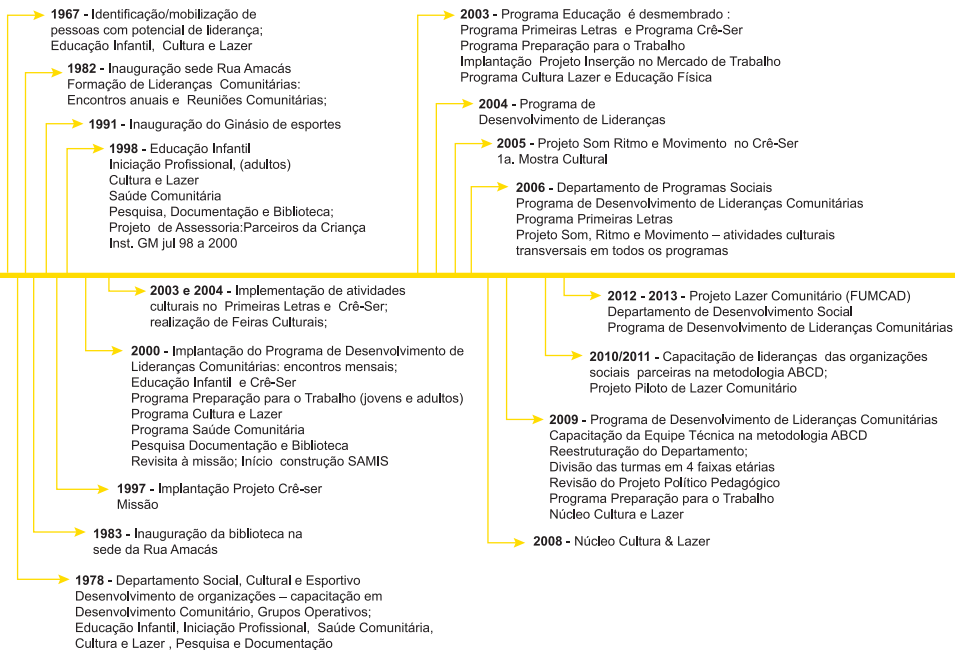 1967 - Identificação/mobilização de
pessoas com potencial de liderança;
Educação Infantil, Cultura e Lazer
1982 - Inauguração sede Rua Amacás
Formação de Lideranças Comunitárias:
Encontros anuais e Reuniões Comunitárias;
1991 - Inauguração do Ginásio de esportes
1998 - Educação Infantil
Iniciação Profissional, (adultos)
Cultura e Lazer
Saúde Comunitária
Pesquisa, Documentação e Biblioteca;
Projeto de Assessoria:Parceiros da Criança
Inst. GM jul 98 a 2000
2003 - Programa Educação é desmembrado :
Programa Primeiras Letras e Programa Crê-Ser
Programa Preparação para o Trabalho
Implantação Projeto Inserção no Mercado de Trabalho
Programa Cultura Lazer e Educação Física
2004 - Programa de
Desenvolvimento de Lideranças
2005 - Projeto Som Ritmo e Movimento no Crê-Ser
1a. Mostra Cultural
2006 - Departamento de Programas Sociais
Programa de Desenvolvimento de Lideranças Comunitárias
Programa Primeiras Letras
Projeto Som, Ritmo e Movimento – atividades culturais
transversais em todos os programas
2003 e 2004 - Implementação de atividades
culturais no Primeiras Letras e Crê-Ser;
realização de Feiras Culturais;
2000 - Implantação do Programa de Desenvolvimento de
Lideranças Comunitárias: encontros mensais;
Educação Infantil e Crê-Ser
Programa Preparação para o Trabalho (jovens e adultos)
Programa Cultura e Lazer
Programa Saúde Comunitária
Pesquisa Documentação e Biblioteca
Revisita à missão; Início construção SAMIS
1997 - Implantação Projeto Crê-ser
Missão
1983 - Inauguração da biblioteca na
sede da Rua Amacás
1978 - Departamento Social, Cultural e Esportivo
Desenvolvimento de organizações – capacitação em
Desenvolvimento Comunitário, Grupos Operativos;
Educação Infantil, Iniciação Profissional, Saúde Comunitária,
Cultura e Lazer , Pesquisa e Documentação
2012 - 2013 - Projeto Lazer Comunitário (FUMCAD)
Departamento de Desenvolvimento Social
Programa de Desenvolvimento de Lideranças Comunitárias
2010/2011 - Capacitação de lideranças das organizações
sociais parceiras na metodologia ABCD;
Projeto Piloto de Lazer Comunitário
2009 - Programa de Desenvolvimento de Lideranças Comunitárias
Capacitação da Equipe Técnica na metodologia ABCD
Reestruturação do Departamento;
Divisão das turmas em 4 faixas etárias
Revisão do Projeto Político Pedagógico
Programa Preparação para o Trabalho
Núcleo Cultura e Lazer
2008 - Núcleo Cultura & Lazer